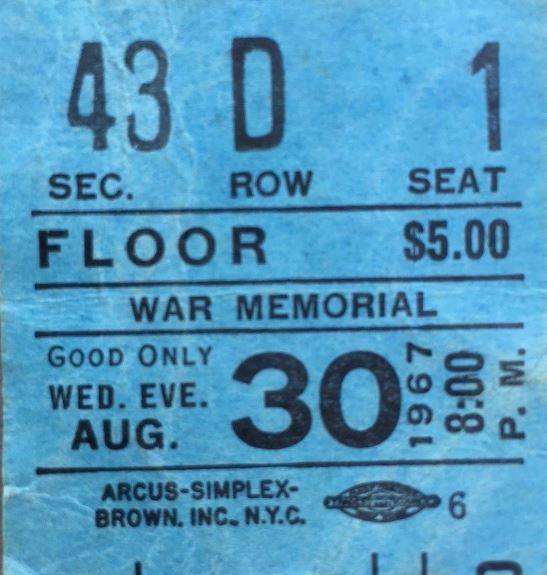 43 D 1
SEC. ROW SEAT
FLOOR $5.00
WAR MEMORIAL
GOOD ONLY
WED. EVE.
AUG. 30 1967 8:00 P. M.
ARCUS-SIMPLEX-
BROWN, INC., N.Y.C. 6